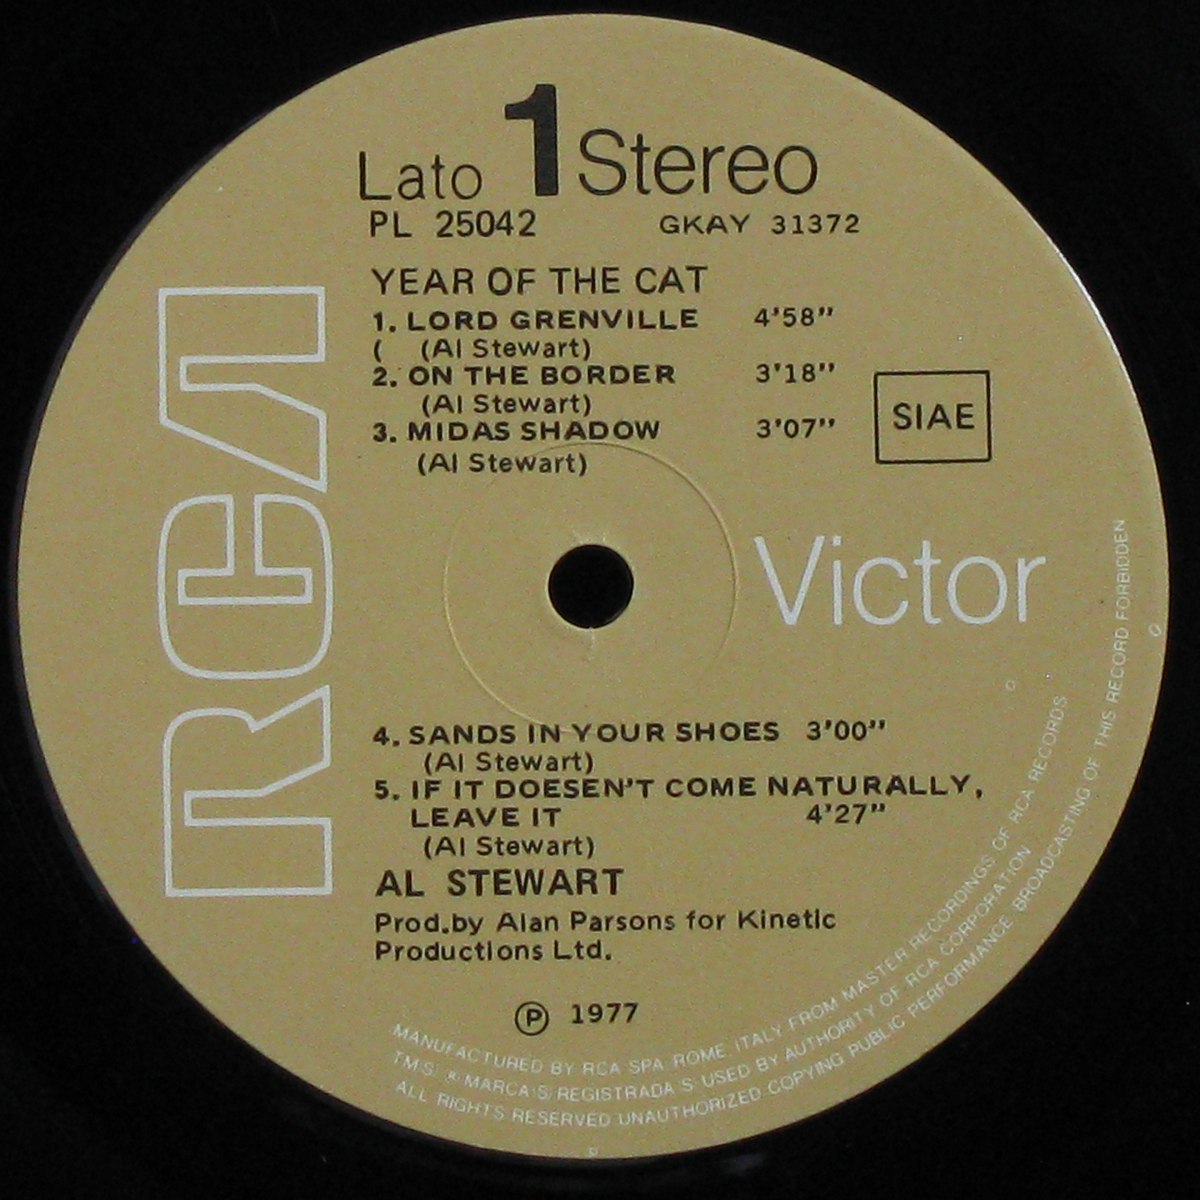 Lato 1 Stereo
PL 25042 GKAY 31372
YEAR OF THE CAT
1. LORD GRENVILLE 4'58"
( (Al Stewart)
2. ON THE BORDER 3'18"
(Al Stewart)
3. MIDAS SHADOW 3'07"
(Al Stewart)
SIAE
RCA
Victor
4. SANDS IN YOUR SHOES 3'00"
(Al Stewart)
5. IF IT DOESEN'T COME NATURALLY,
LEAVE IT 4'27"
(Al Stewart)
AL STEWART
Prod.by Alan Parsons for Kinetic
Productions Ltd.
℗ 1977
MANUFACTURED BY RCA SPA ROME, ITALY FROM MASTER RECORDINGS OF RCA RECORDS
TM(S) ® MARCA(S) REGISTRADA(S) USED BY AUTHORITY OF RCA CORPORATION
ALL RIGHTS RESERVED UNAUTHORIZED COPYING PUBLIC PERFORMANCE BROADCASTING OF THIS RECORD FORBIDDEN